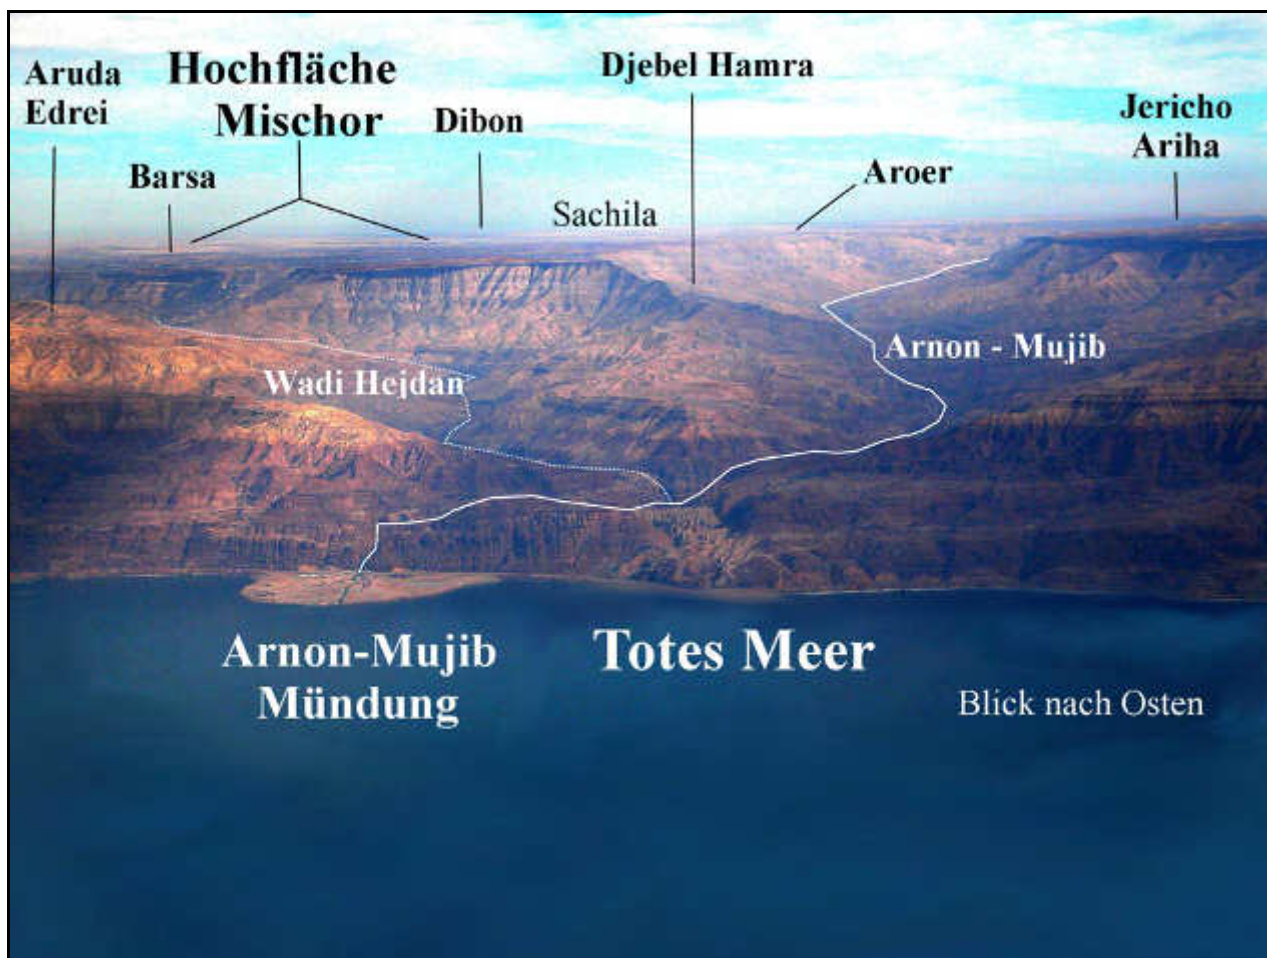 Aruda
Edrei
Hochfläche
Mischor
Barsa
Dibon
Sachila
Djebel Hamra
Aroer
Jericho
Ariha
Wadi Hejdan
Arnon - Mujib
Arnon-Mujib
Mündung
Totes Meer
Blick nach Osten